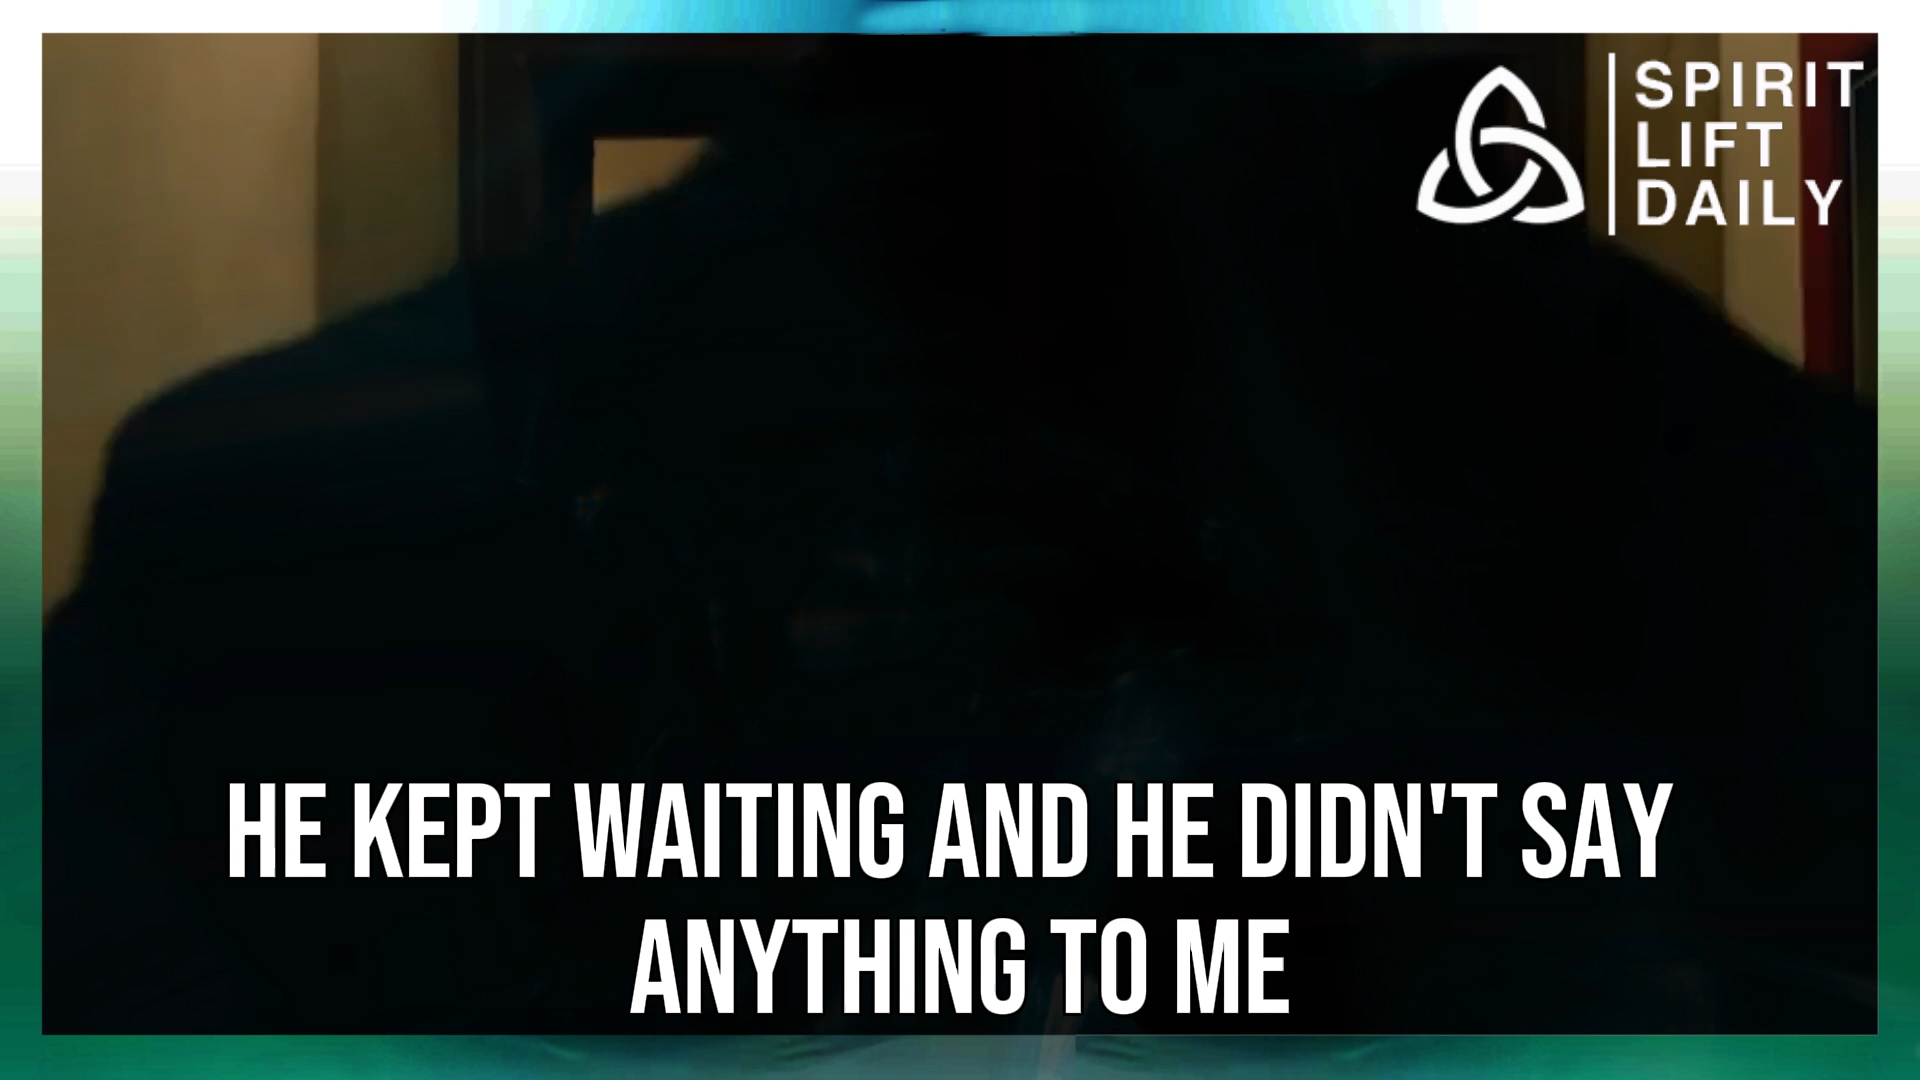 SPIRIT
LIFT
DAILY
HE KEPT WAITING AND HE DIDN'T SAY
ANYTHING TO ME